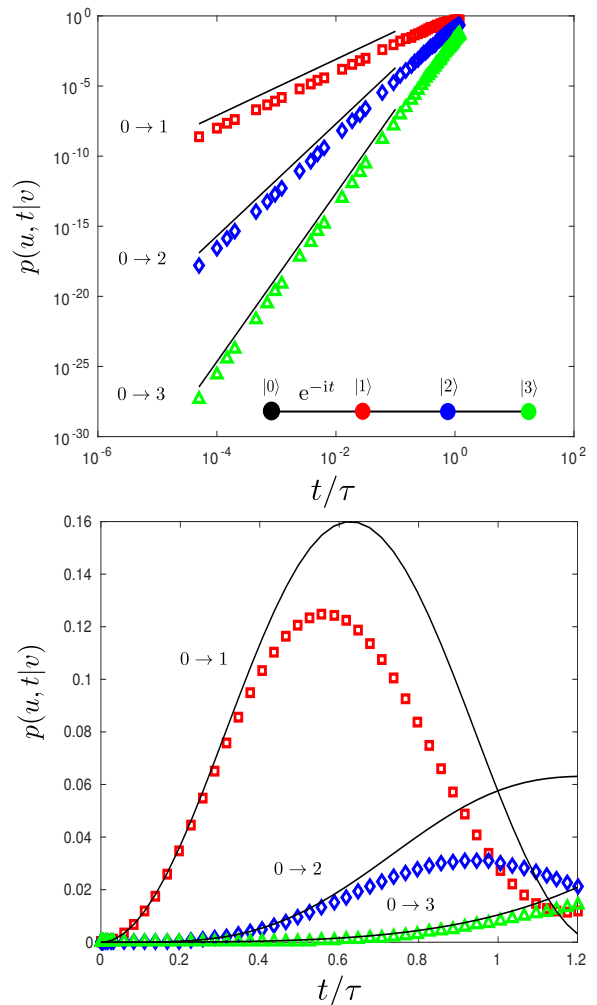 10^0
10^-5
10^-10
10^-15
10^-20
10^-25
10^-30
p(u, t|v)
0 → 1
0 → 2
0 → 3
|0⟩ e^{-it} |1⟩ |2⟩ |3⟩
10^-6 10^-4 10^-2 10^0 10^2
t/τ
0.16
0.14
0.12
0.1
0.08
0.06
0.04
0.02
0
p(u, t|v)
0 → 1
0 → 2
0 → 3
0 0.2 0.4 0.6 0.8 1 1.2
t/τ